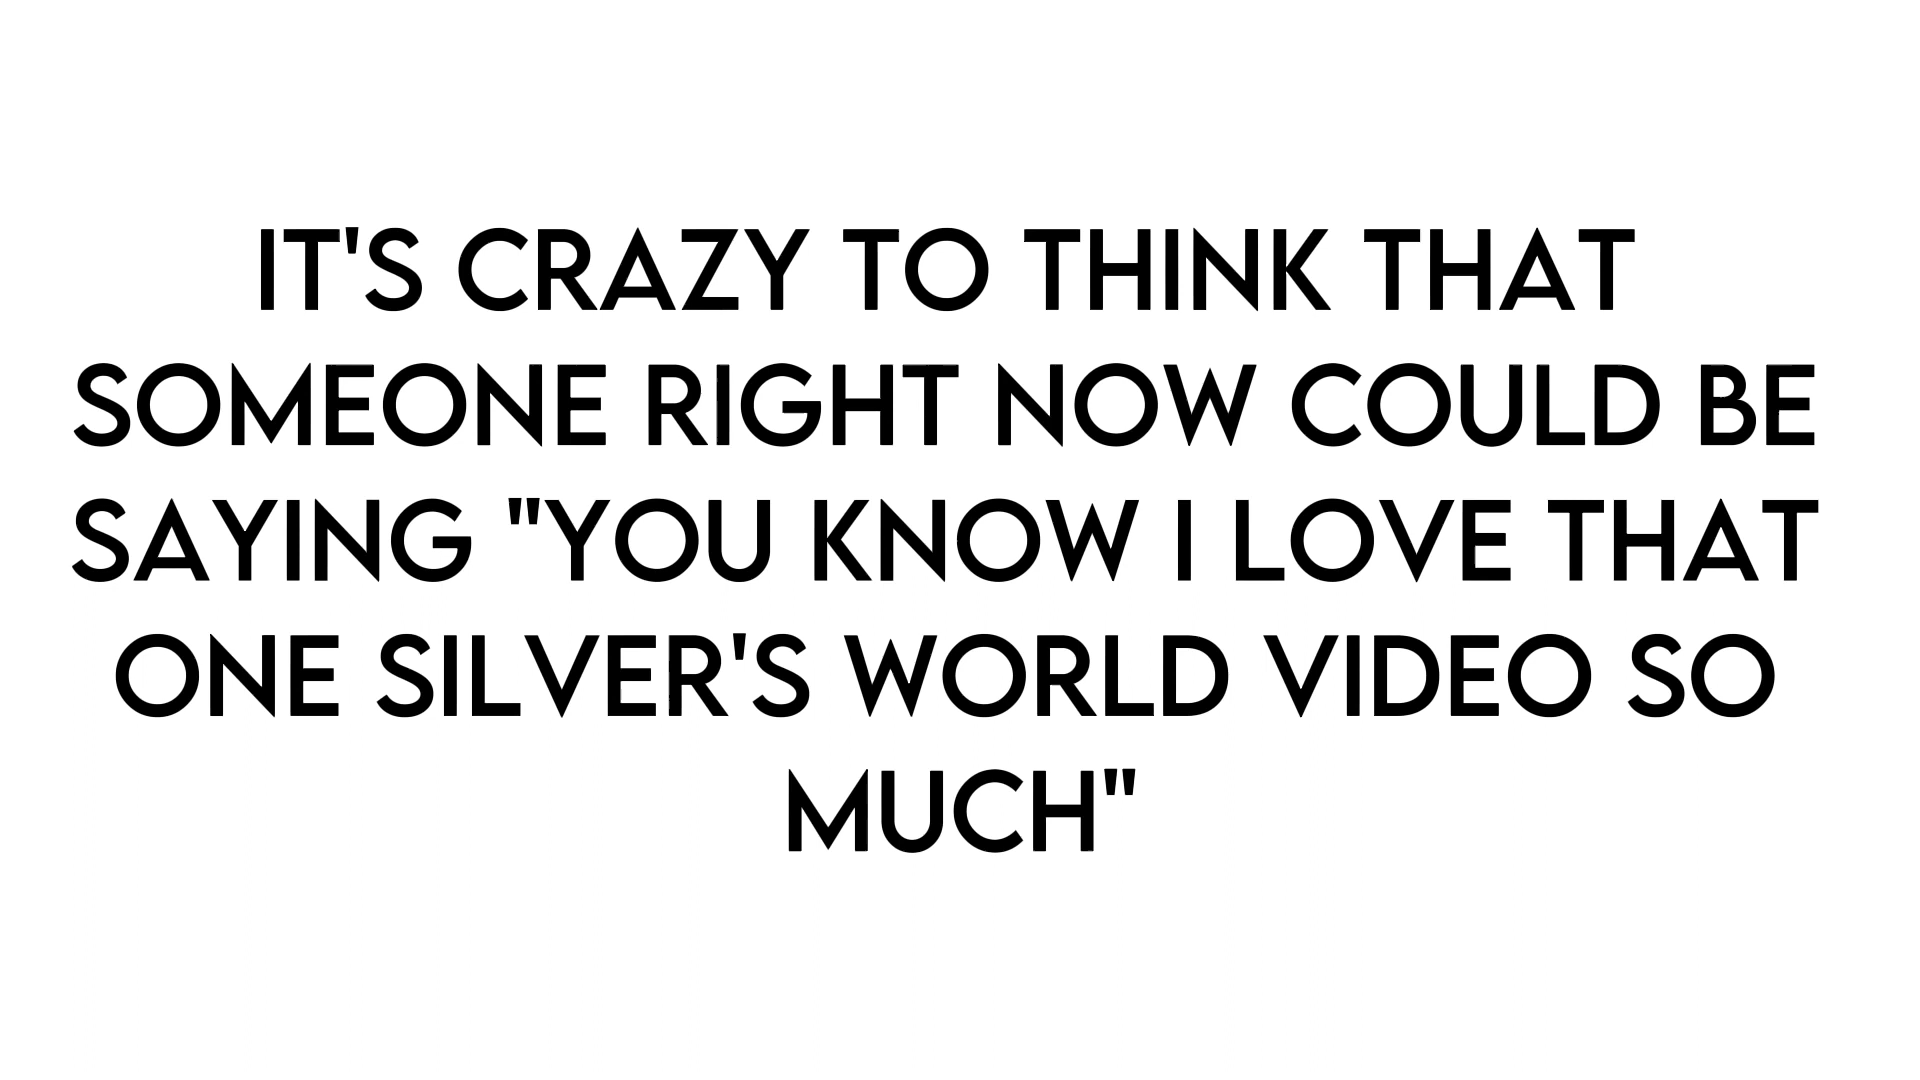 IT'S CRAZY TO THINK THAT
SOMEONE RIGHT NOW COULD BE
SAYING "YOU KNOW I LOVE THAT
ONE SILVER'S WORLD VIDEO SO
MUCH"